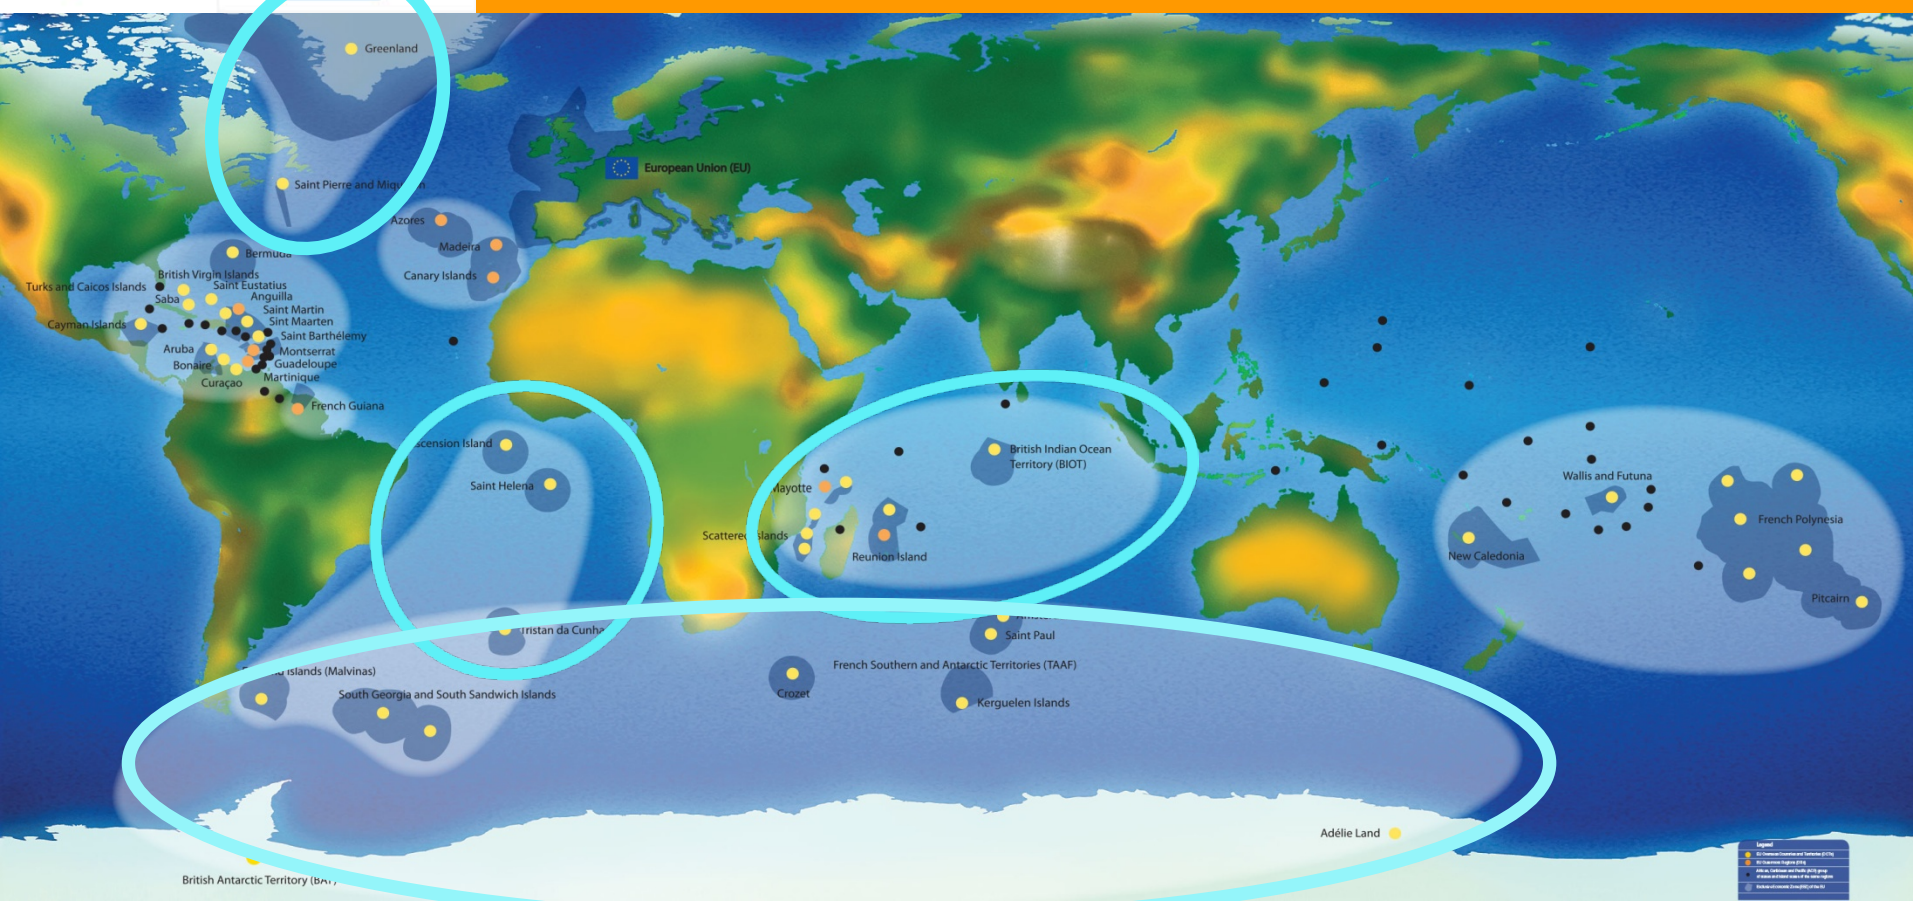 Greenland
European Union (EU)
Saint Pierre and Miquelon
Azores
Madeira
Canary Islands
Bermuda
British Virgin Islands
Turks and Caicos Islands
Saint Eustatius
Saba
Anguilla
Saint Martin
Sint Maarten
Cayman Islands
Saint Barthélemy
Aruba
Montserrat
Bonaire
Guadeloupe
Curaçao
Martinique
French Guiana
scension Island
Saint Helena
Tristan da Cunha
British Indian Ocean
Territory (BIOT)
Mayotte
Scattered Islands
Reunion Island
Wallis and Futuna
French Polynesia
New Caledonia
Pitcairn
Saint Paul
French Southern and Antarctic Territories (TAAF)
Islands (Malvinas)
South Georgia and South Sandwich Islands
Crozet
Kerguelen Islands
Adélie Land
British Antarctic Territory (BAT)
Legend